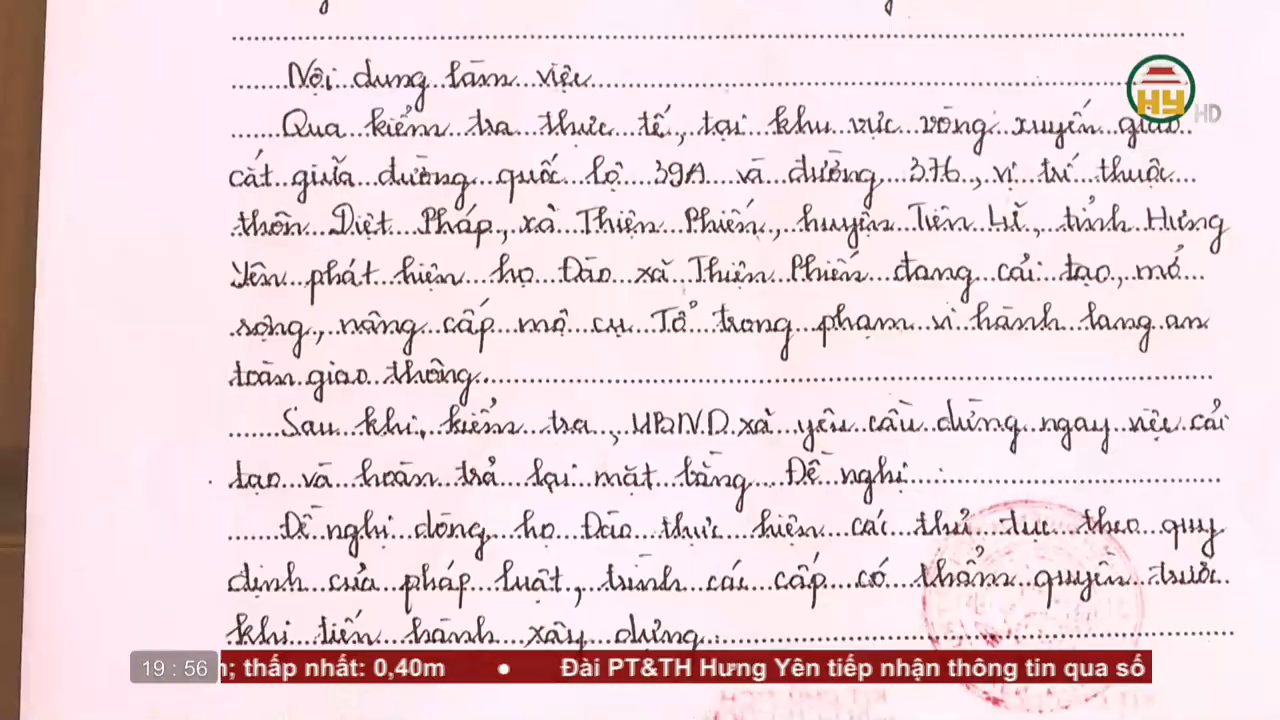 Nội dung làm việc
Qua kiểm tra thực tế, tại khu vực vòng xuyến giao
cắt giữa đường quốc lộ 39A và đường 376, vị trí thuộc
thôn Diệt Pháp, xã Thiện Phiến, huyện Tiên Lữ, tỉnh Hưng
Yên phát hiện họ Đào xã Thiện Phiến đang cải tạo, mở
rộng, nâng cấp mộ cụ Tổ trong phạm vi hành lang an
toàn giao thông
Sau khi kiểm tra, UBND xã yêu cầu dừng ngay việc cải
tạo và hoàn trả lại mặt bằng. Đề nghị
Đề nghị dòng họ Đào thực hiện các thủ tục theo quy
định của pháp luật, trình các cấp có thẩm quyền trước
khi tiến hành xây dựng.
HY HD
19 : 56 ; thấp nhất: 0,40m • Đài PT&TH Hưng Yên tiếp nhận thông tin qua số